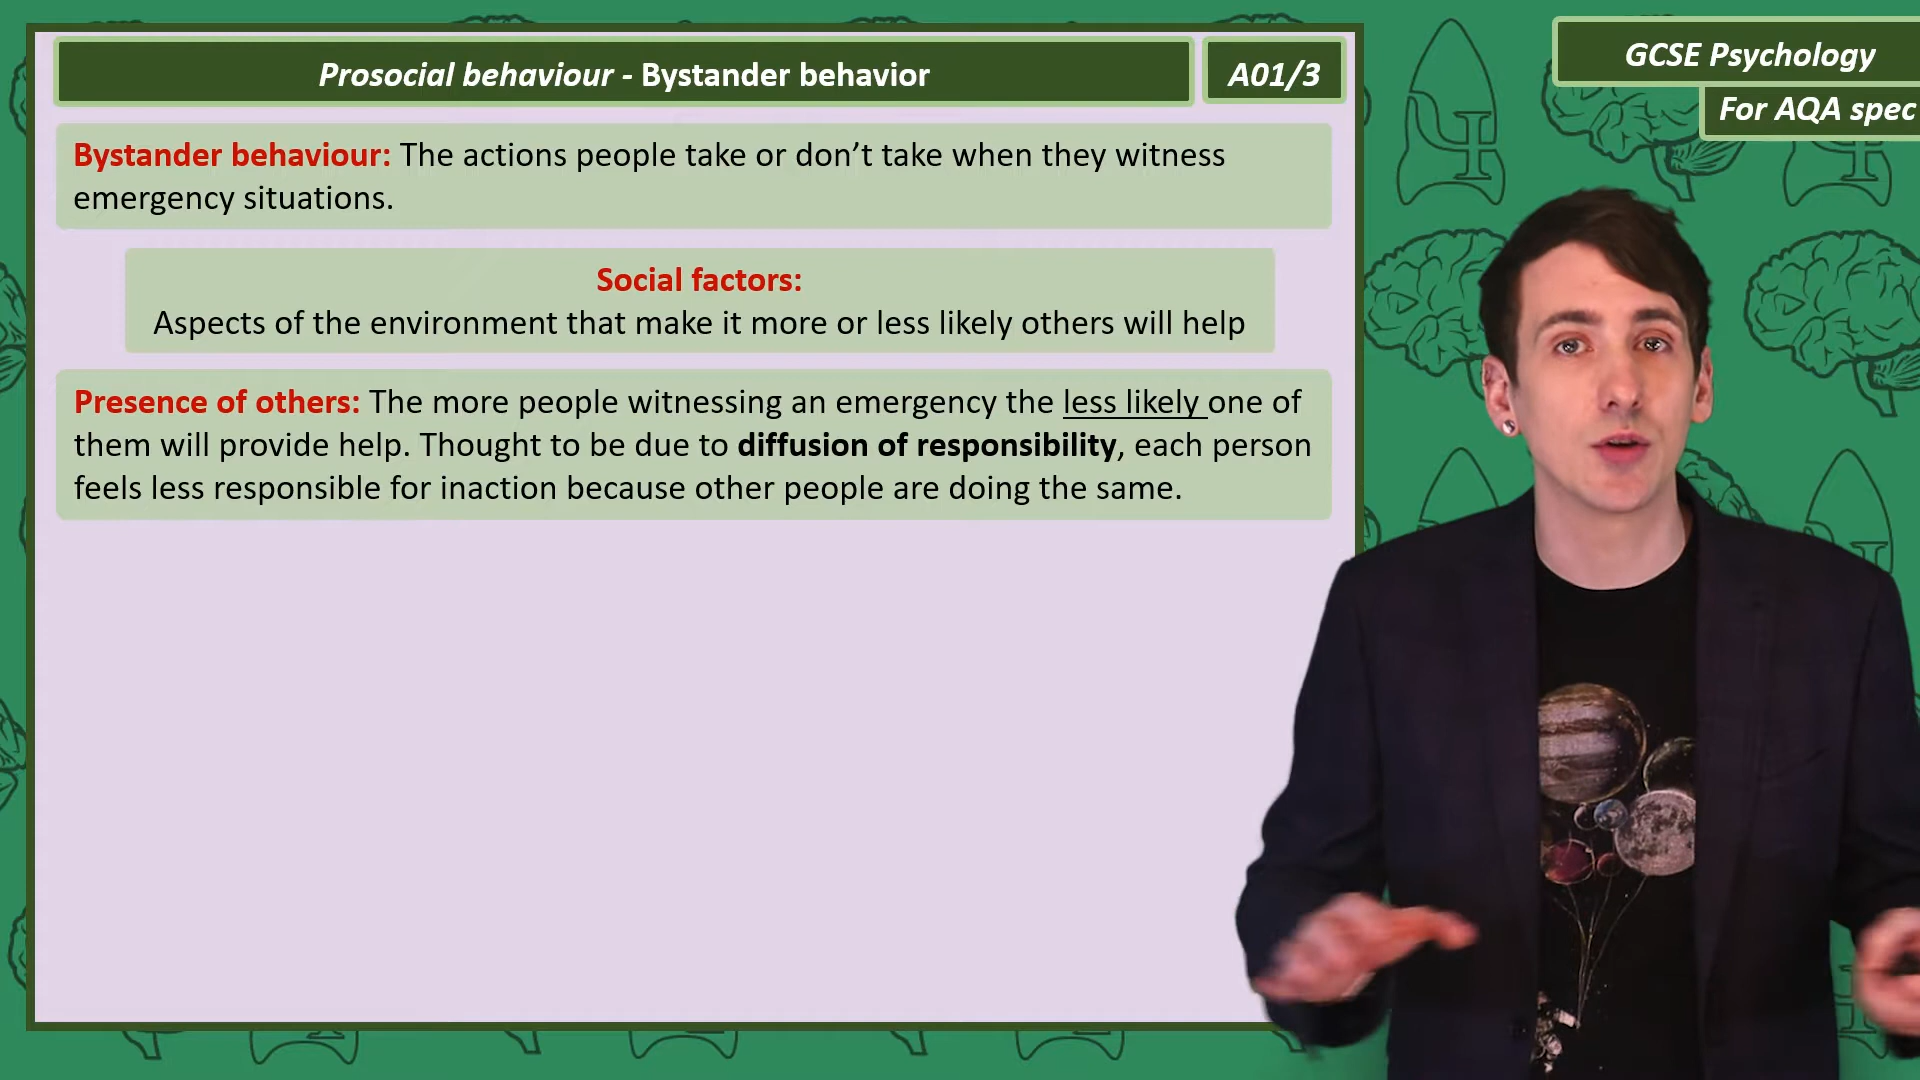 Prosocial behaviour - Bystander behavior
A01/3
GCSE Psychology
For AQA spec
Bystander behaviour: The actions people take or don’t take when they witness
emergency situations.
Social factors:
Aspects of the environment that make it more or less likely others will help
Presence of others: The more people witnessing an emergency the less likely one of
them will provide help. Thought to be due to diffusion of responsibility, each person
feels less responsible for inaction because other people are doing the same.